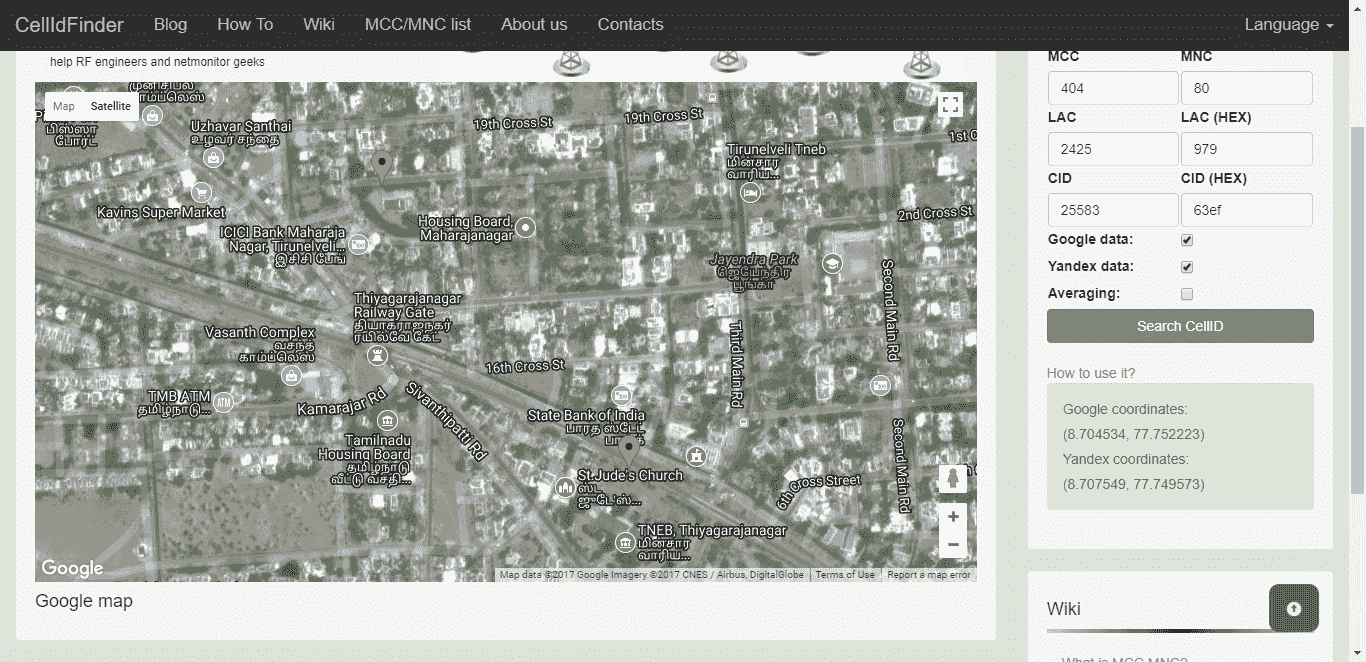 CellIdFinder Blog How To Wiki MCC/MNC list About us Contacts Language
help RF engineers and netmonitor geeks
Map Satellite
காம்ப்லெஸ்
பிஸ்ஸா
போர்ட்
Uzhavar Santhai
உழவர் சந்தை
19th Cross St
19th Cross St
1st C
Tirunelveli Tneb
மின்சார
வாரிய...
Kavins Super Market
2nd Cross St
Housing Board,
Maharajanagar
ICICI Bank Maharaja
Nagar, Tirunelveli...
இசிசி பேங்
Jayendra Park
ஜெயேந்திர
பூங்கா
Second Main Rd
Thiyagarajanagar
Railway Gate
தியாகராஜநகர்
ரயில்வே கேட்
Vasanth Complex
வசந்த்
காம்ப்லெஸ்
Third Main Rd
16th Cross St
TMB ATM
தமிழ்நாடு...
ATM
Kamarajar Rd
Sivanthipatti Rd
State Bank of India
பாரத ஸ்டேட்
Second Main Rd
Tamilnadu
Housing Board
தமிழ்நாடு
வீட்டு வசதி...
St.Jude's Church
ஸ்ட்
ஜுடே'ஸ்...
6th Cross Street
TNEB, Thiyagarajanagar
மின்சார
வாரிய...
+
−
Google
Map data ©2017 Google Imagery ©2017 CNES / Airbus, DigitalGlobe Terms of Use Report a map error
Google map
MCC MNC
404 80
LAC LAC (HEX)
2425 979
CID CID (HEX)
25583 63ef
Google data:
Yandex data:
Averaging:
Search CellID
How to use it?
Google coordinates:
(8.704534, 77.752223)
Yandex coordinates:
(8.707549, 77.749573)
Wiki
What is MCC MNC?